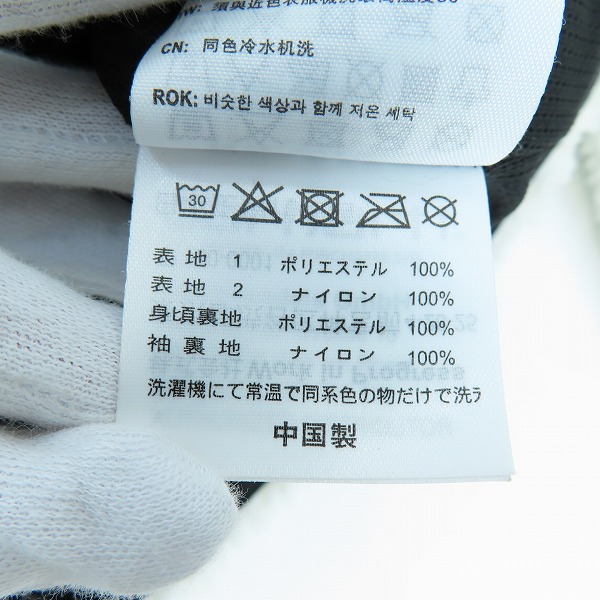 CN: 同色冷水机洗
ROK: 비슷한 색상과 함께 저온 세탁
30
表地 1 ポリエステル 100%
表地 2 ナイロン 100%
身頃裏地 ポリエステル 100%
袖裏地 ナイロン 100%
洗濯機にて常温で同系色の物だけで洗う
中国製